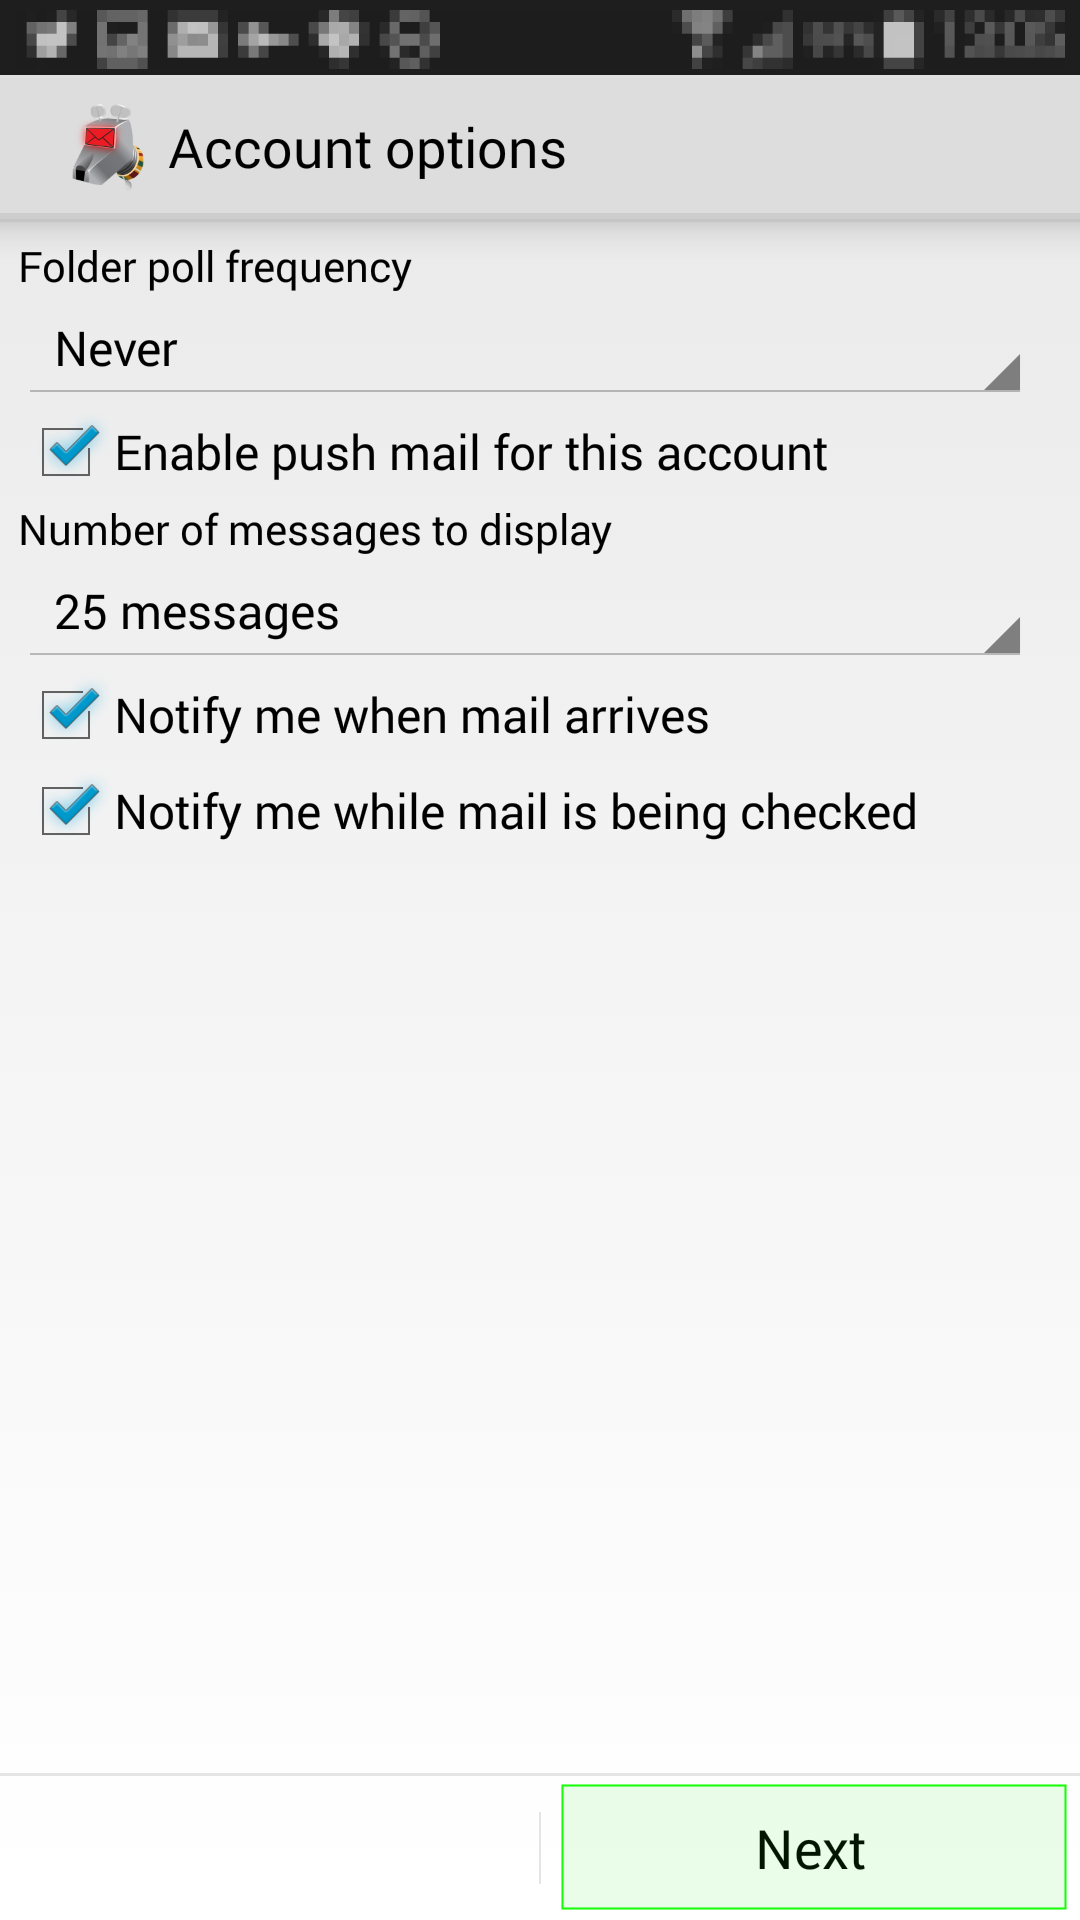 Account options
Folder poll frequency
Never
Enable push mail for this account
Number of messages to display
25 messages
Notify me when mail arrives
Notify me while mail is being checked
Next